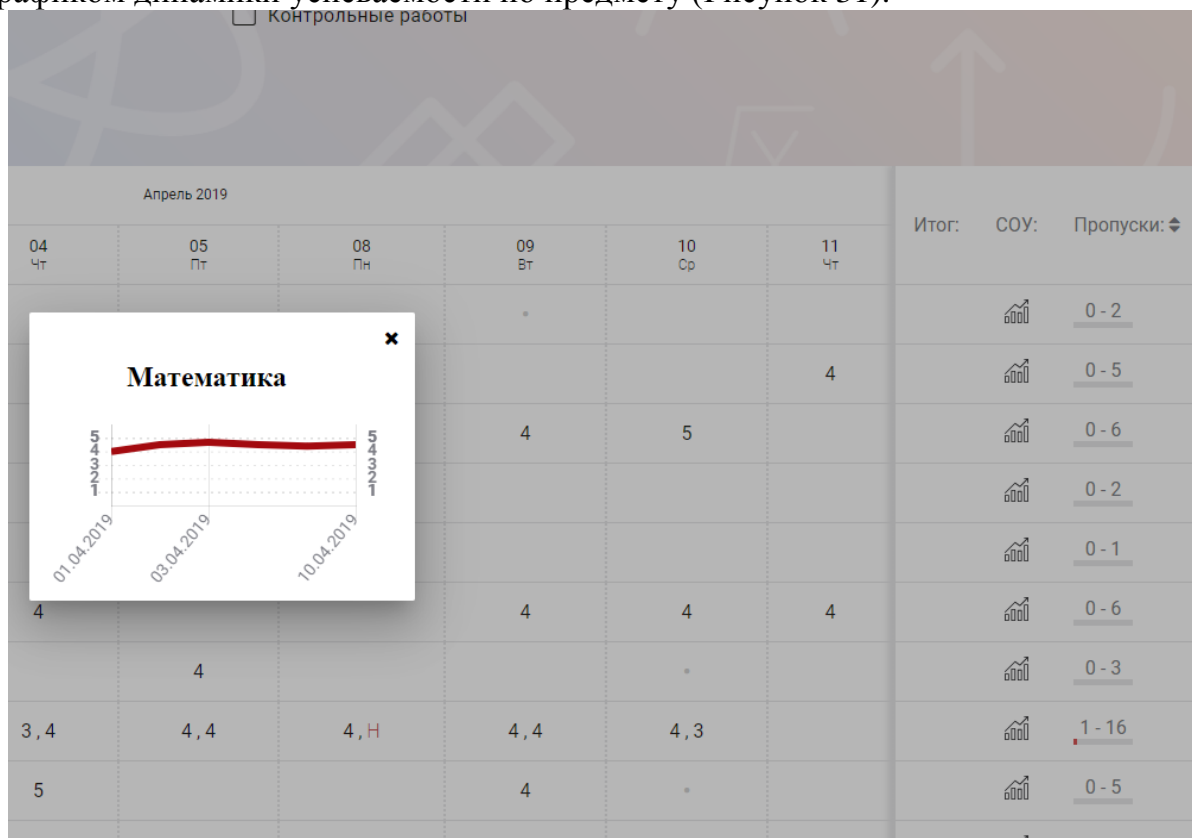 графиком динамики успеваемости по предмету (Рисунок 31).
Контрольные работы
Апрель 2019
Итог: СОУ: Пропуски:
04 05 08 09 10 11
Чт Пт Пн Вт Ср Чт
0 - 2
Математика
4 0 - 5
5 5
4 4
3 3
2 2
1 1
4 5 0 - 6
0 - 2
01.04.2019 03.04.2019 10.04.2019
0 - 1
4 4 4 4 0 - 6
4 0 - 3
3 , 4 4 , 4 4 , Н 4 , 4 4 , 3 1 - 16
5 4 0 - 5